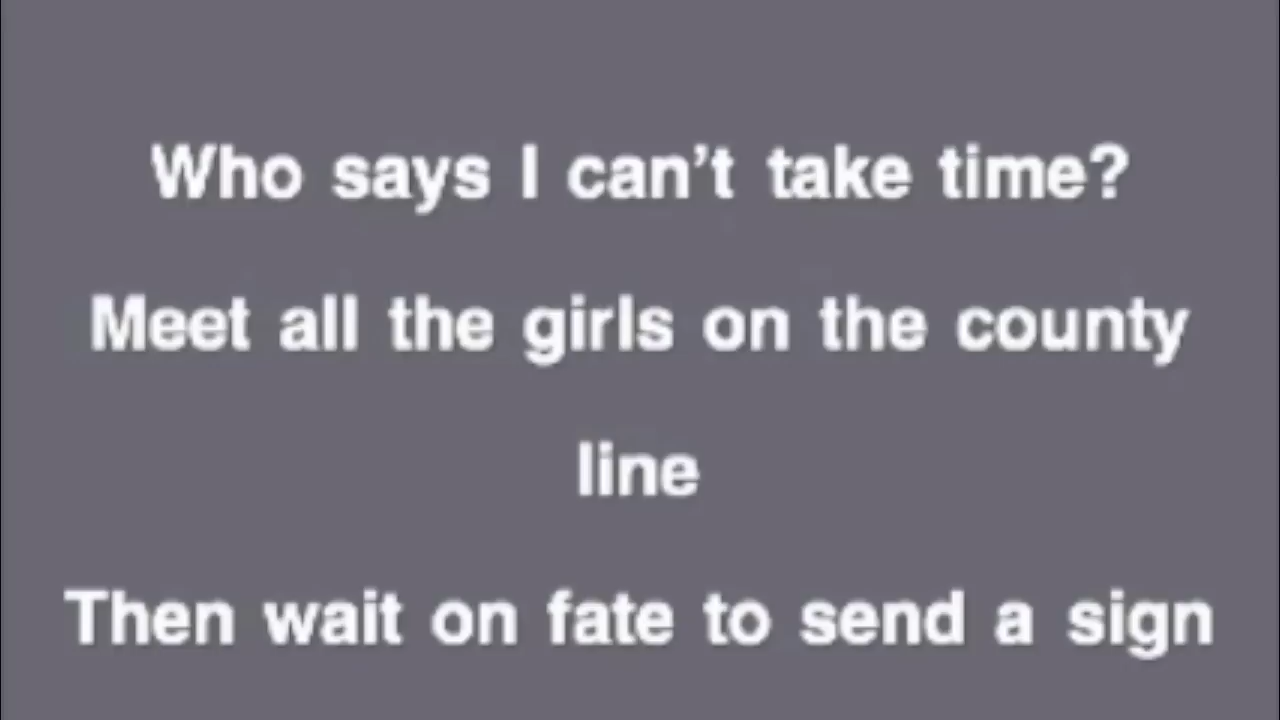 Who says I can’t take time?
Meet all the girls on the county
line
Then wait on fate to send a sign